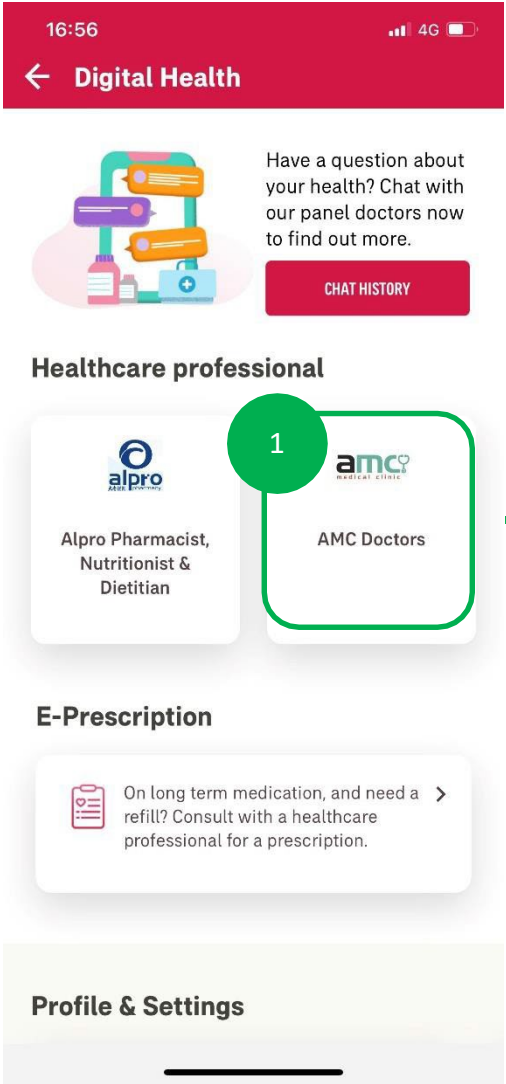 16:56
4G
Digital Health
Have a question about
your health? Chat with
our panel doctors now
to find out more.
CHAT HISTORY
Healthcare professional
1
alpro
pharmacy
Alpro Pharmacist,
Nutritionist &
Dietitian
amc
medical clinic
AMC Doctors
E-Prescription
On long term medication, and need a
refill? Consult with a healthcare
professional for a prescription.
Profile & Settings